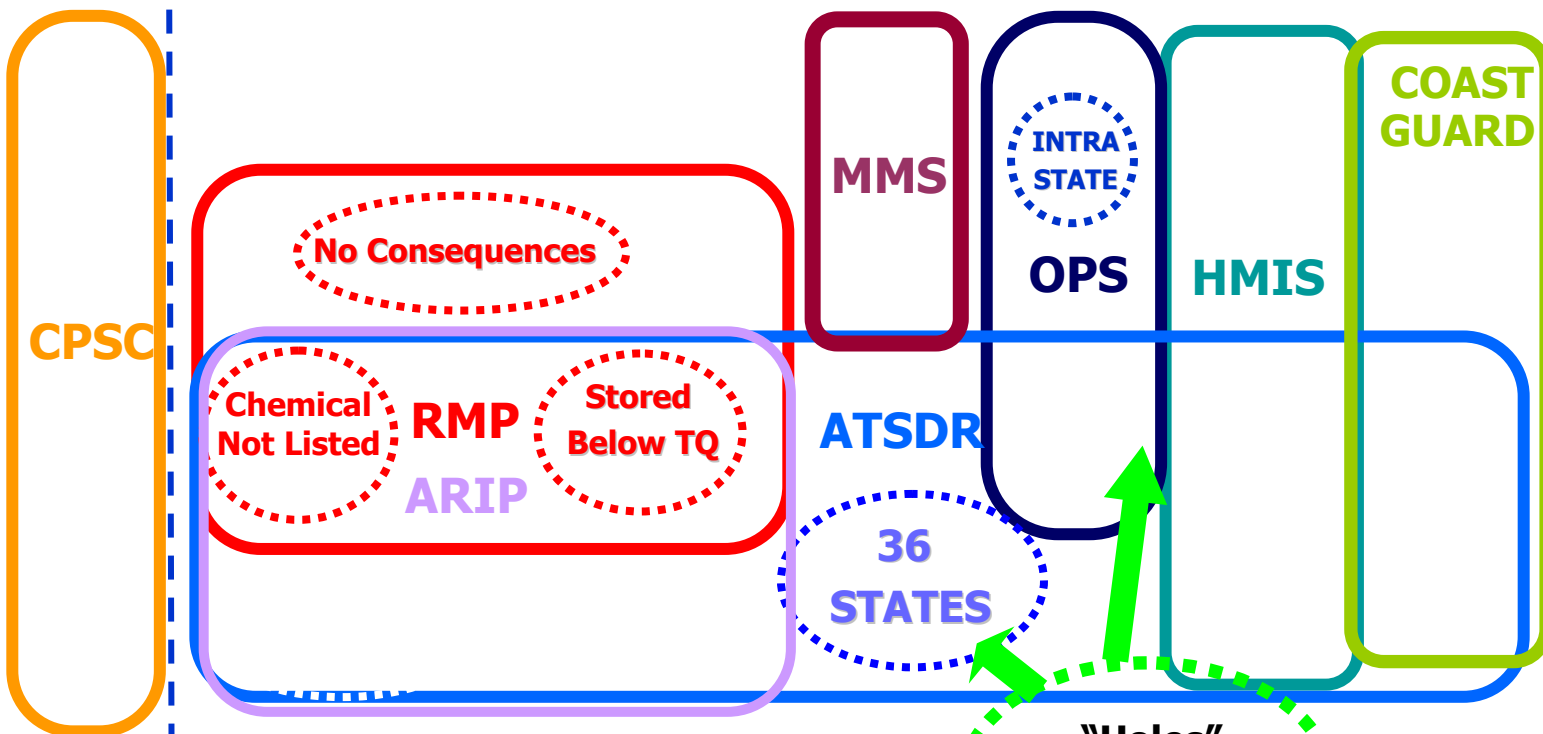 COAST
GUARD
INTRA
STATE
MMS
No Consequences
OPS
HMIS
CPSC
Chemical
Not Listed
RMP
Stored
Below TQ
ATSDR
ARIP
36
STATES
"Holes"